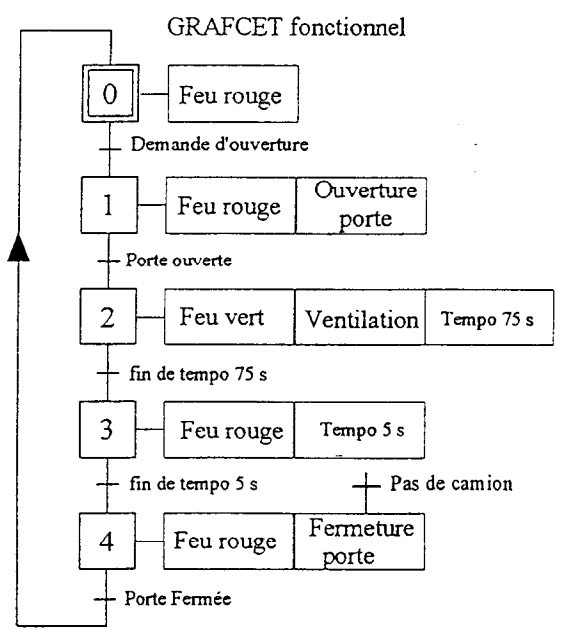 GRAFCET fonctionnel
0
Feu rouge
Demande d'ouverture
1
Feu rouge
Ouverture
porte
Porte ouverte
2
Feu vert
Ventilation
Tempo 75 s
fin de tempo 75 s
3
Feu rouge
Tempo 5 s
fin de tempo 5 s
Pas de camion
4
Feu rouge
Fermeture
porte
Porte Fermée